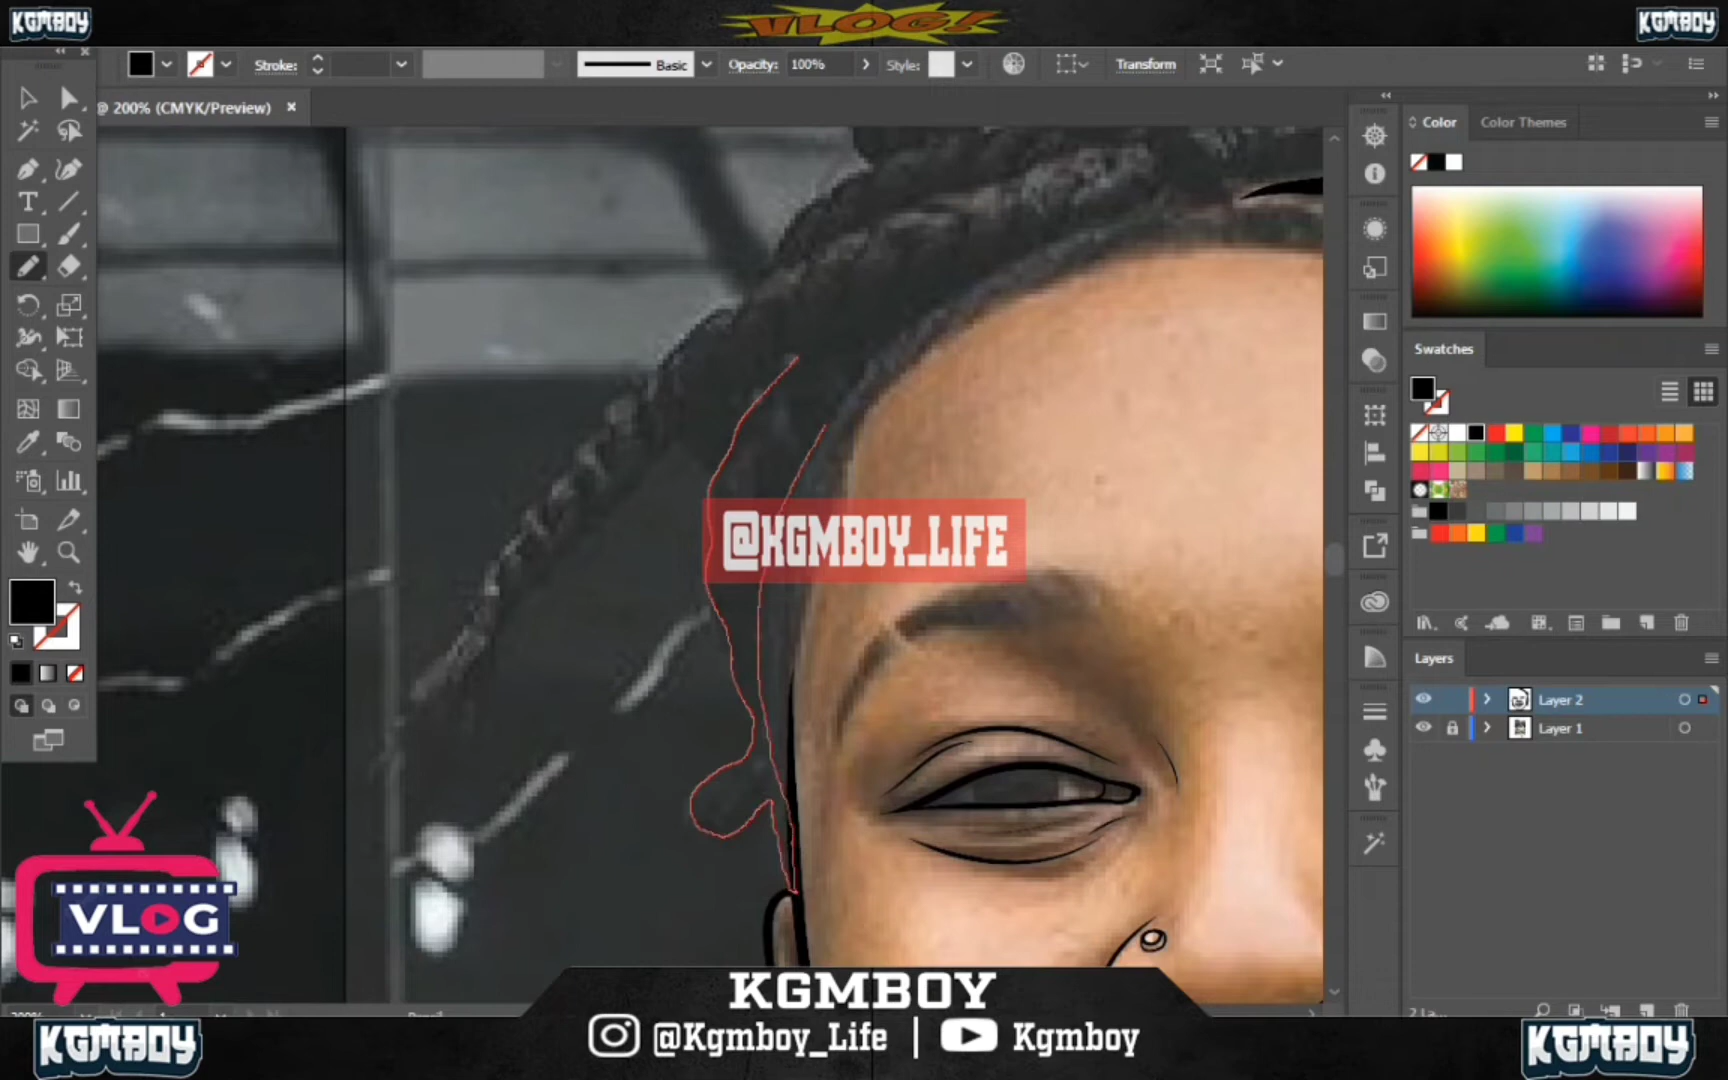 KGMBOY
VLOG!
KGMBOY
Stroke:
Basic
Opacity:
100%
Style:
Transform
@ 200% (CMYK/Preview)
Color
Color Themes
Swatches
@KGMBOY_LIFE
Layers
Layer 2
Layer 1
VLOG
KGMBOY
@Kgmboy_Life | Kgmboy
KGMBOY
KGMBOY